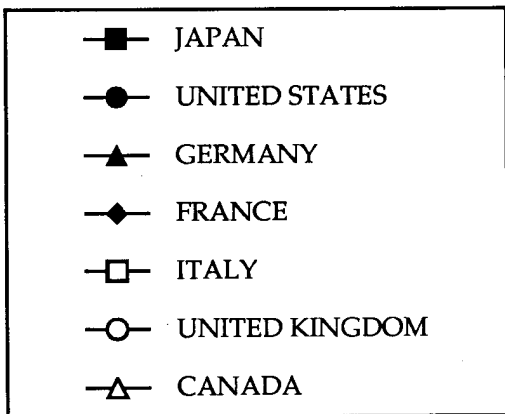 JAPAN
UNITED STATES
GERMANY
FRANCE
ITALY
UNITED KINGDOM
CANADA